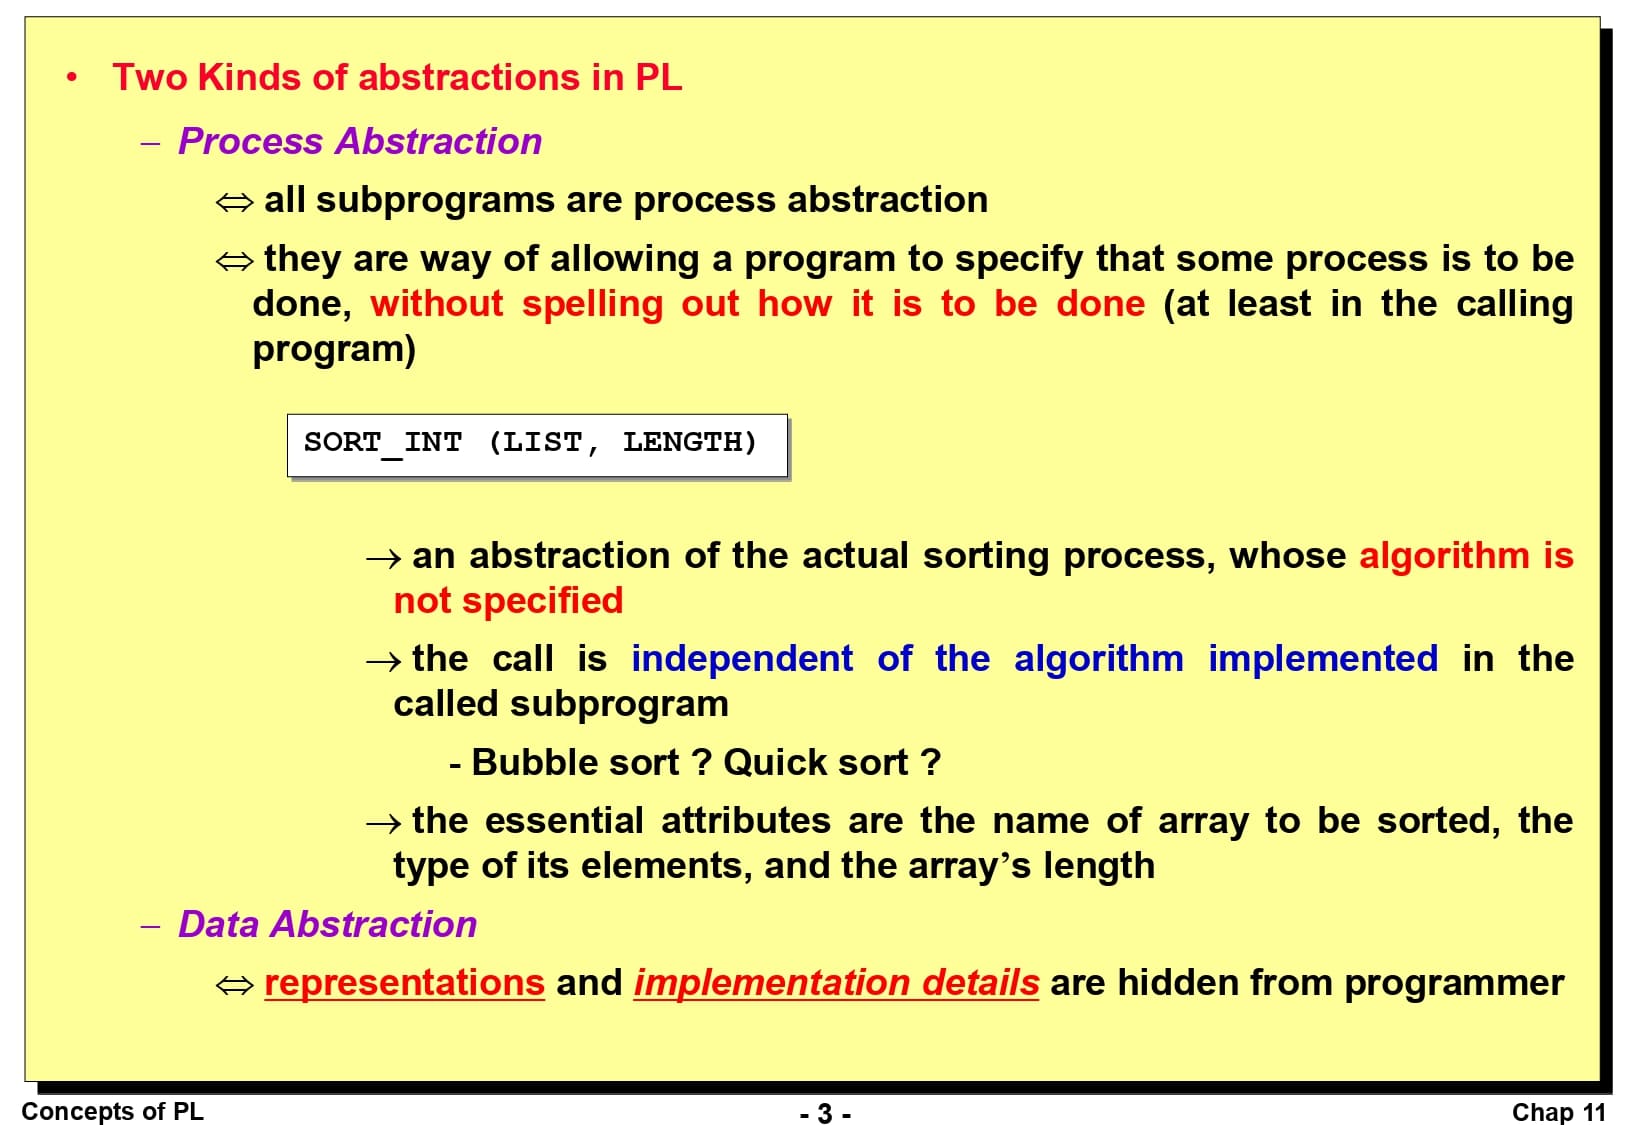 • Two Kinds of abstractions in PL
– Process Abstraction
⇔ all subprograms are process abstraction
⇔ they are way of allowing a program to specify that some process is to be
done, without spelling out how it is to be done (at least in the calling
program)
SORT_INT (LIST, LENGTH)
→ an abstraction of the actual sorting process, whose algorithm is
not specified
→ the call is independent of the algorithm implemented in the
called subprogram
- Bubble sort ? Quick sort ?
→ the essential attributes are the name of array to be sorted, the
type of its elements, and the array’s length
– Data Abstraction
⇔ representations and implementation details are hidden from programmer
Concepts of PL
- 3 -
Chap 11